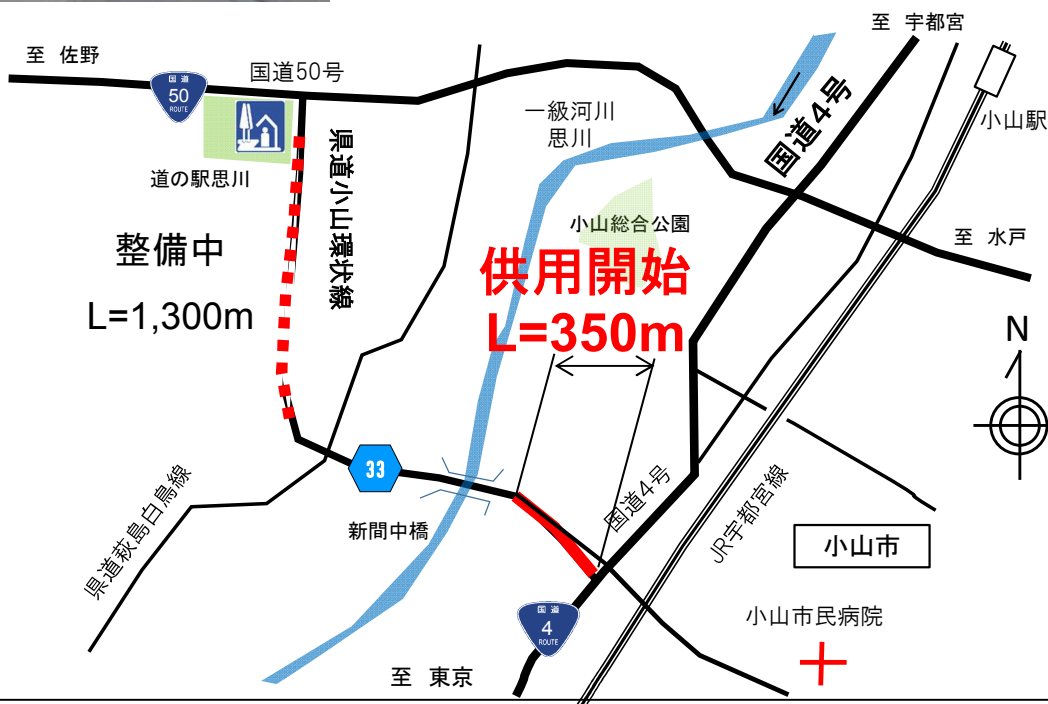 至 宇都宮
至 佐野
国道50号
国道
50
ROUTE
一級河川
思川
国道4号
小山駅
道の駅思川
県道小山環状線
小山総合公園
至 水戸
整備中
L=1,300m
供用開始
L=350m
N
33
新間中橋
県道萩島白鳥線
国道4号
JR宇都宮線
小山市
国道
4
ROUTE
小山市民病院
至 東京